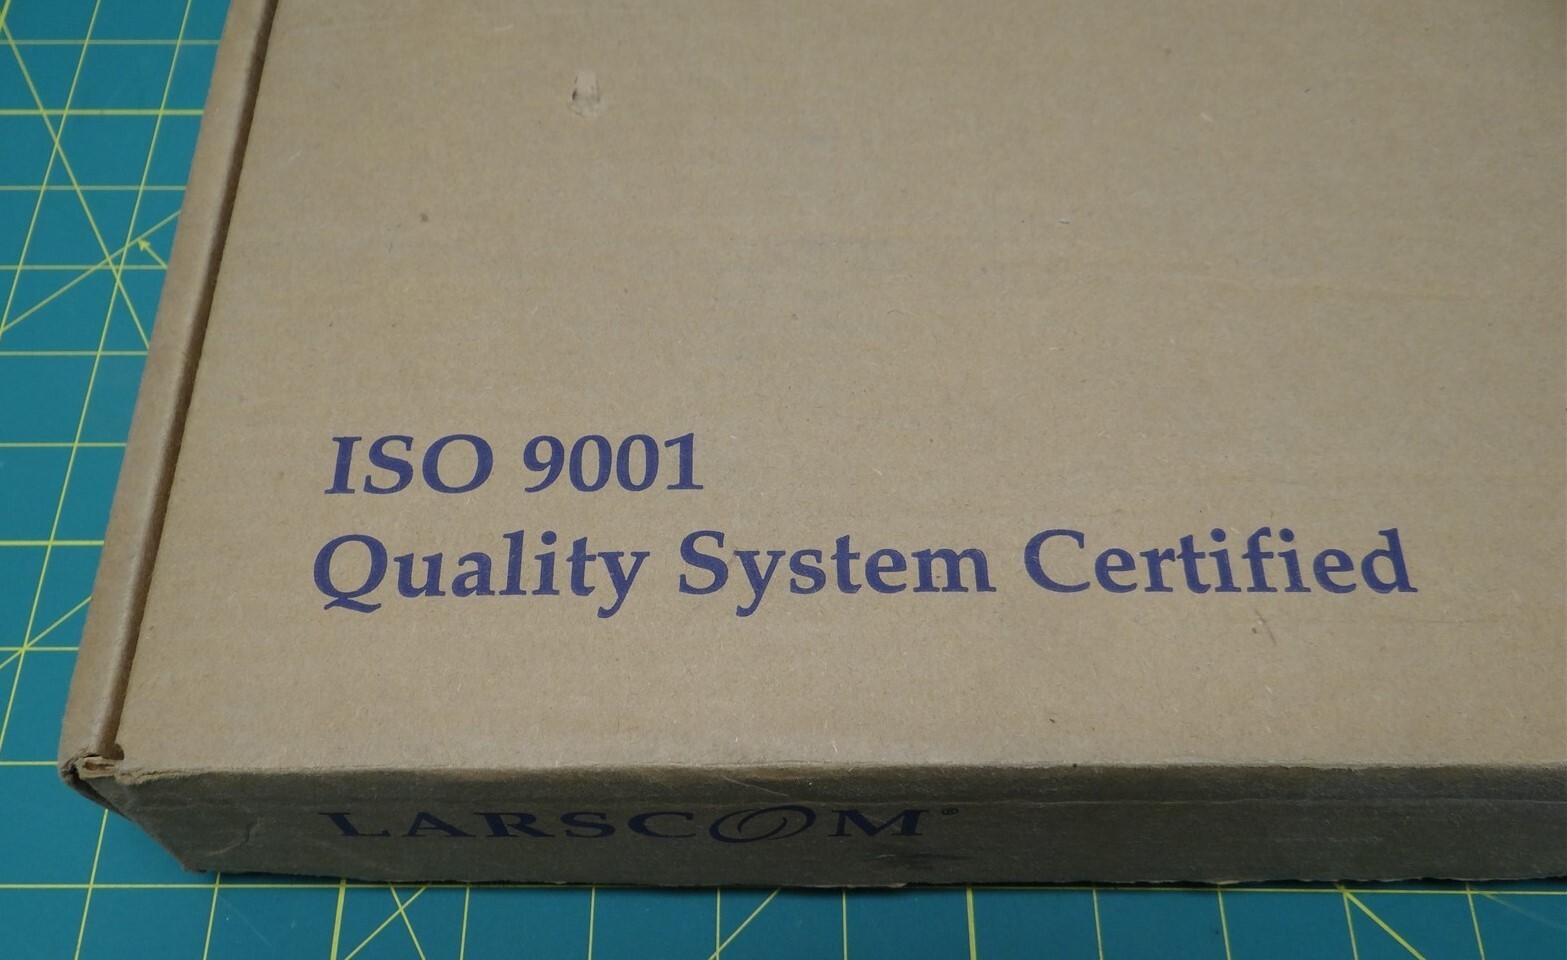 ISO 9001
Quality System Certified
LARSCOM®